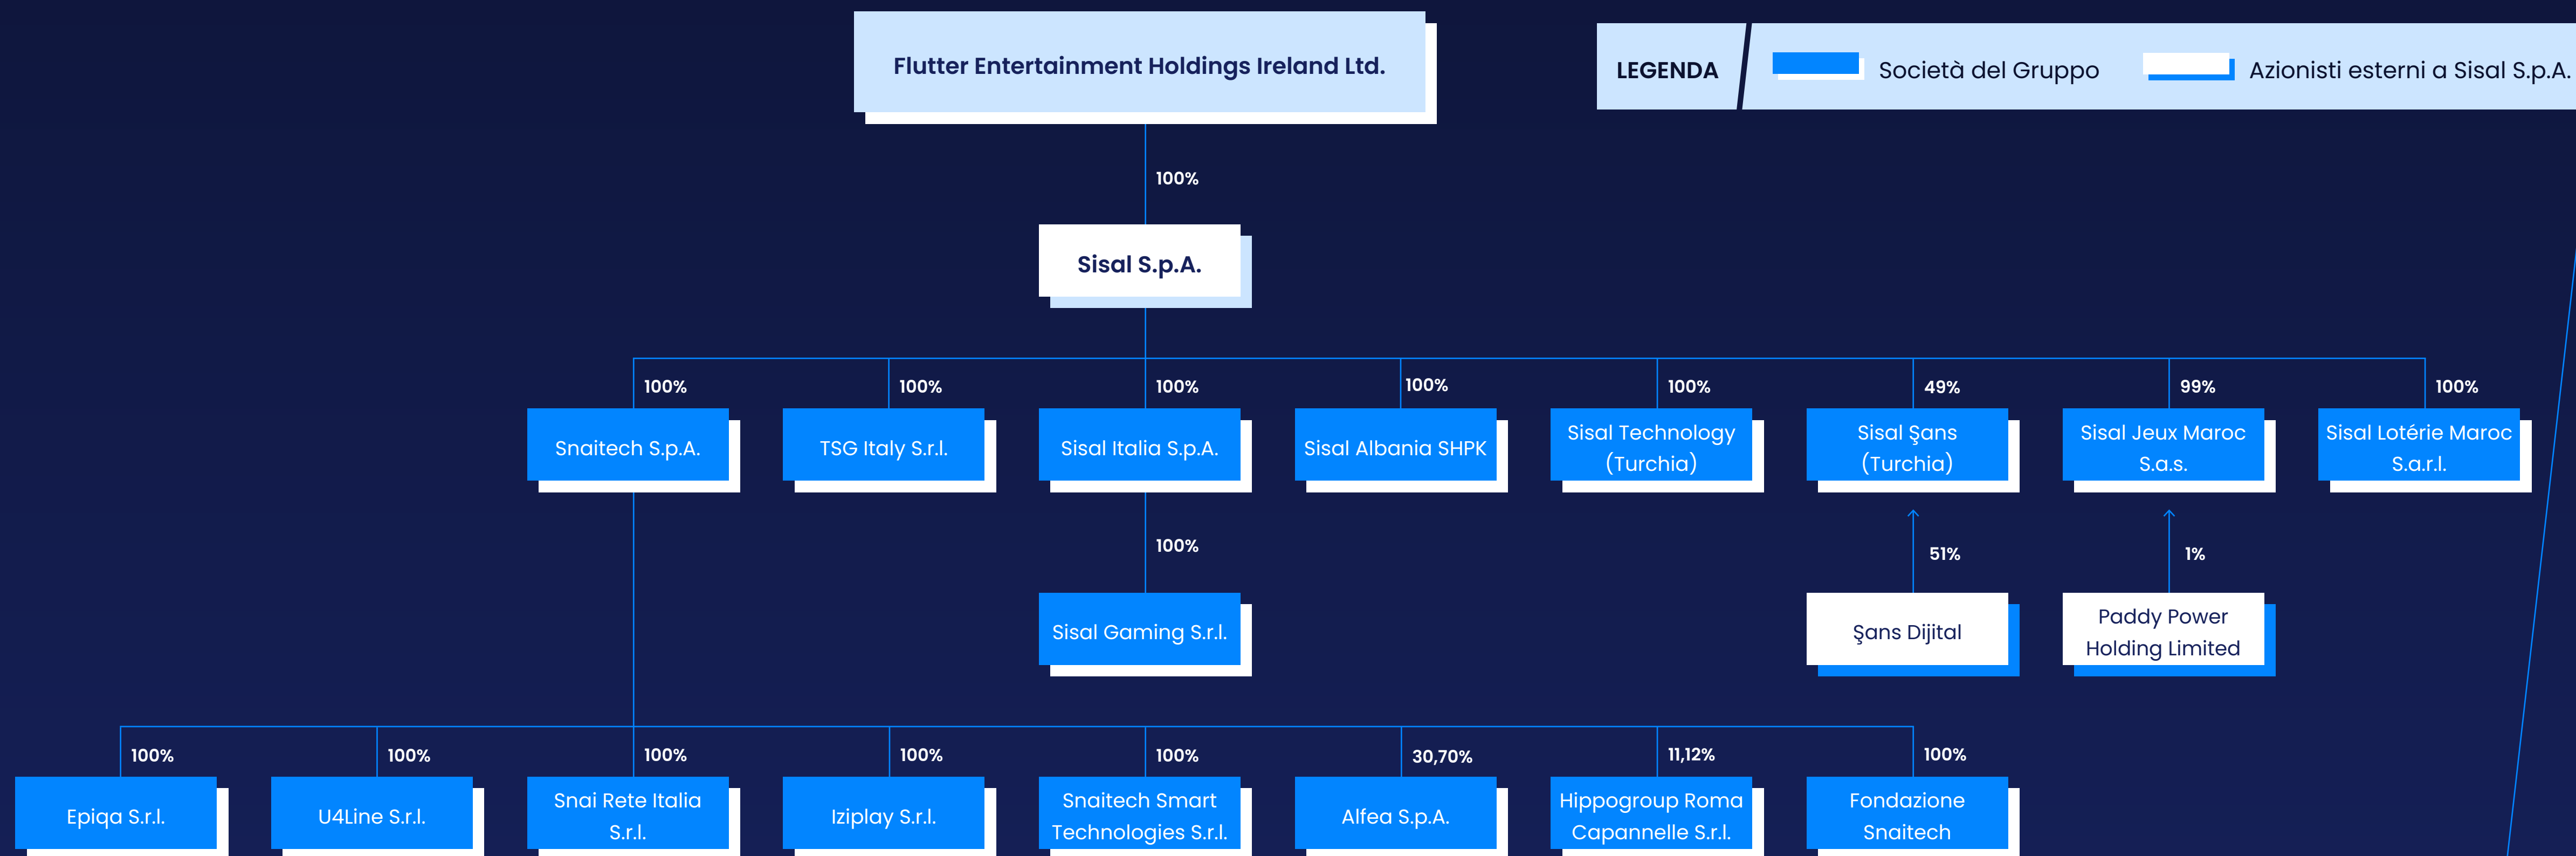 Flutter Entertainment Holdings Ireland Ltd.
LEGENDA
Società del Gruppo
Azionisti esterni a Sisal S.p.A.
100%
Sisal S.p.A.
100%
100%
100%
100%
100%
49%
99%
100%
Snaitech S.p.A.
TSG Italy S.r.l.
Sisal Italia S.p.A.
Sisal Albania SHPK
Sisal Technology
(Turchia)
Sisal Şans
(Turchia)
Sisal Jeux Maroc
S.a.s.
Sisal Lotérie Maroc
S.a.r.l.
100%
51%
1%
Sisal Gaming S.r.l.
Şans Dijital
Paddy Power
Holding Limited
100%
100%
100%
100%
100%
30,70%
11,12%
100%
Epiqa S.r.l.
U4Line S.r.l.
Snai Rete Italia
S.r.l.
Iziplay S.r.l.
Snaitech Smart
Technologies S.r.l.
Alfea S.p.A.
Hippogroup Roma
Capannelle S.r.l.
Fondazione
Snaitech